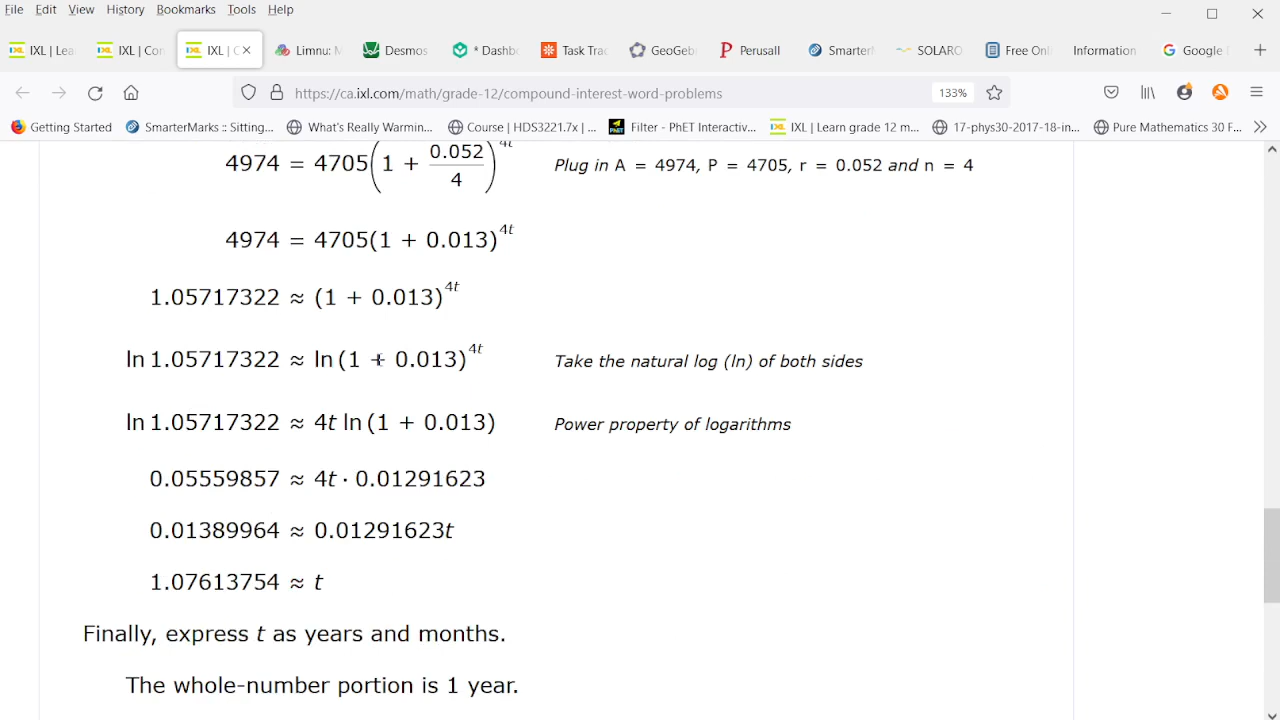 File Edit View History Bookmarks Tools Help
IXL | Lea IXL | Con IXL | C Limnu: M Desmos * Dashb Task Trac GeoGeb Perusall SmarterM SOLARO Free Onl Information Google
https://ca.ixl.com/math/grade-12/compound-interest-word-problems 133%
Getting Started SmarterMarks :: Sitting... What's Really Warmin... Course | HDS3221.7x | ... Filter - PhET Interactiv... IXL | Learn grade 12 m... 17-phys30-2017-18-in... Pure Mathematics 30 F...
4974 = 4705(1 + 0.052/4)^4t Plug in A = 4974, P = 4705, r = 0.052 and n = 4
4974 = 4705(1 + 0.013)^4t
1.05717322 ≈ (1 + 0.013)^4t
ln 1.05717322 ≈ ln (1 + 0.013)^4t Take the natural log (ln) of both sides
ln 1.05717322 ≈ 4t ln (1 + 0.013) Power property of logarithms
0.05559857 ≈ 4t · 0.01291623
0.01389964 ≈ 0.01291623t
1.07613754 ≈ t
Finally, express t as years and months.
The whole-number portion is 1 year.